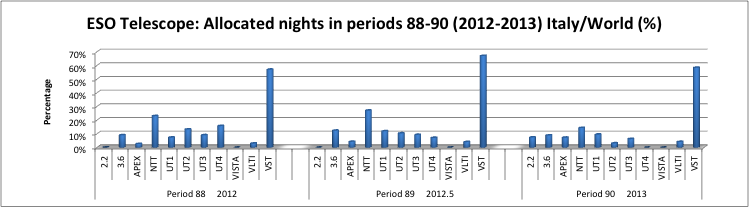 ESO Telescope: Allocated nights in periods 88-90 (2012-2013) Italy/World (%)
Percentage
70%
60%
50%
40%
30%
20%
10%
0%
2.2 3.6 APEX NTT UT1 UT2 UT3 UT4 VISTA VLTI VST 2.2 3.6 APEX NTT UT1 UT2 UT3 UT4 VISTA VLTI VST 2.2 3.6 APEX NTT UT1 UT2 UT3 UT4 VISTA VLTI VST
Period 88 2012 Period 89 2012.5 Period 90 2013